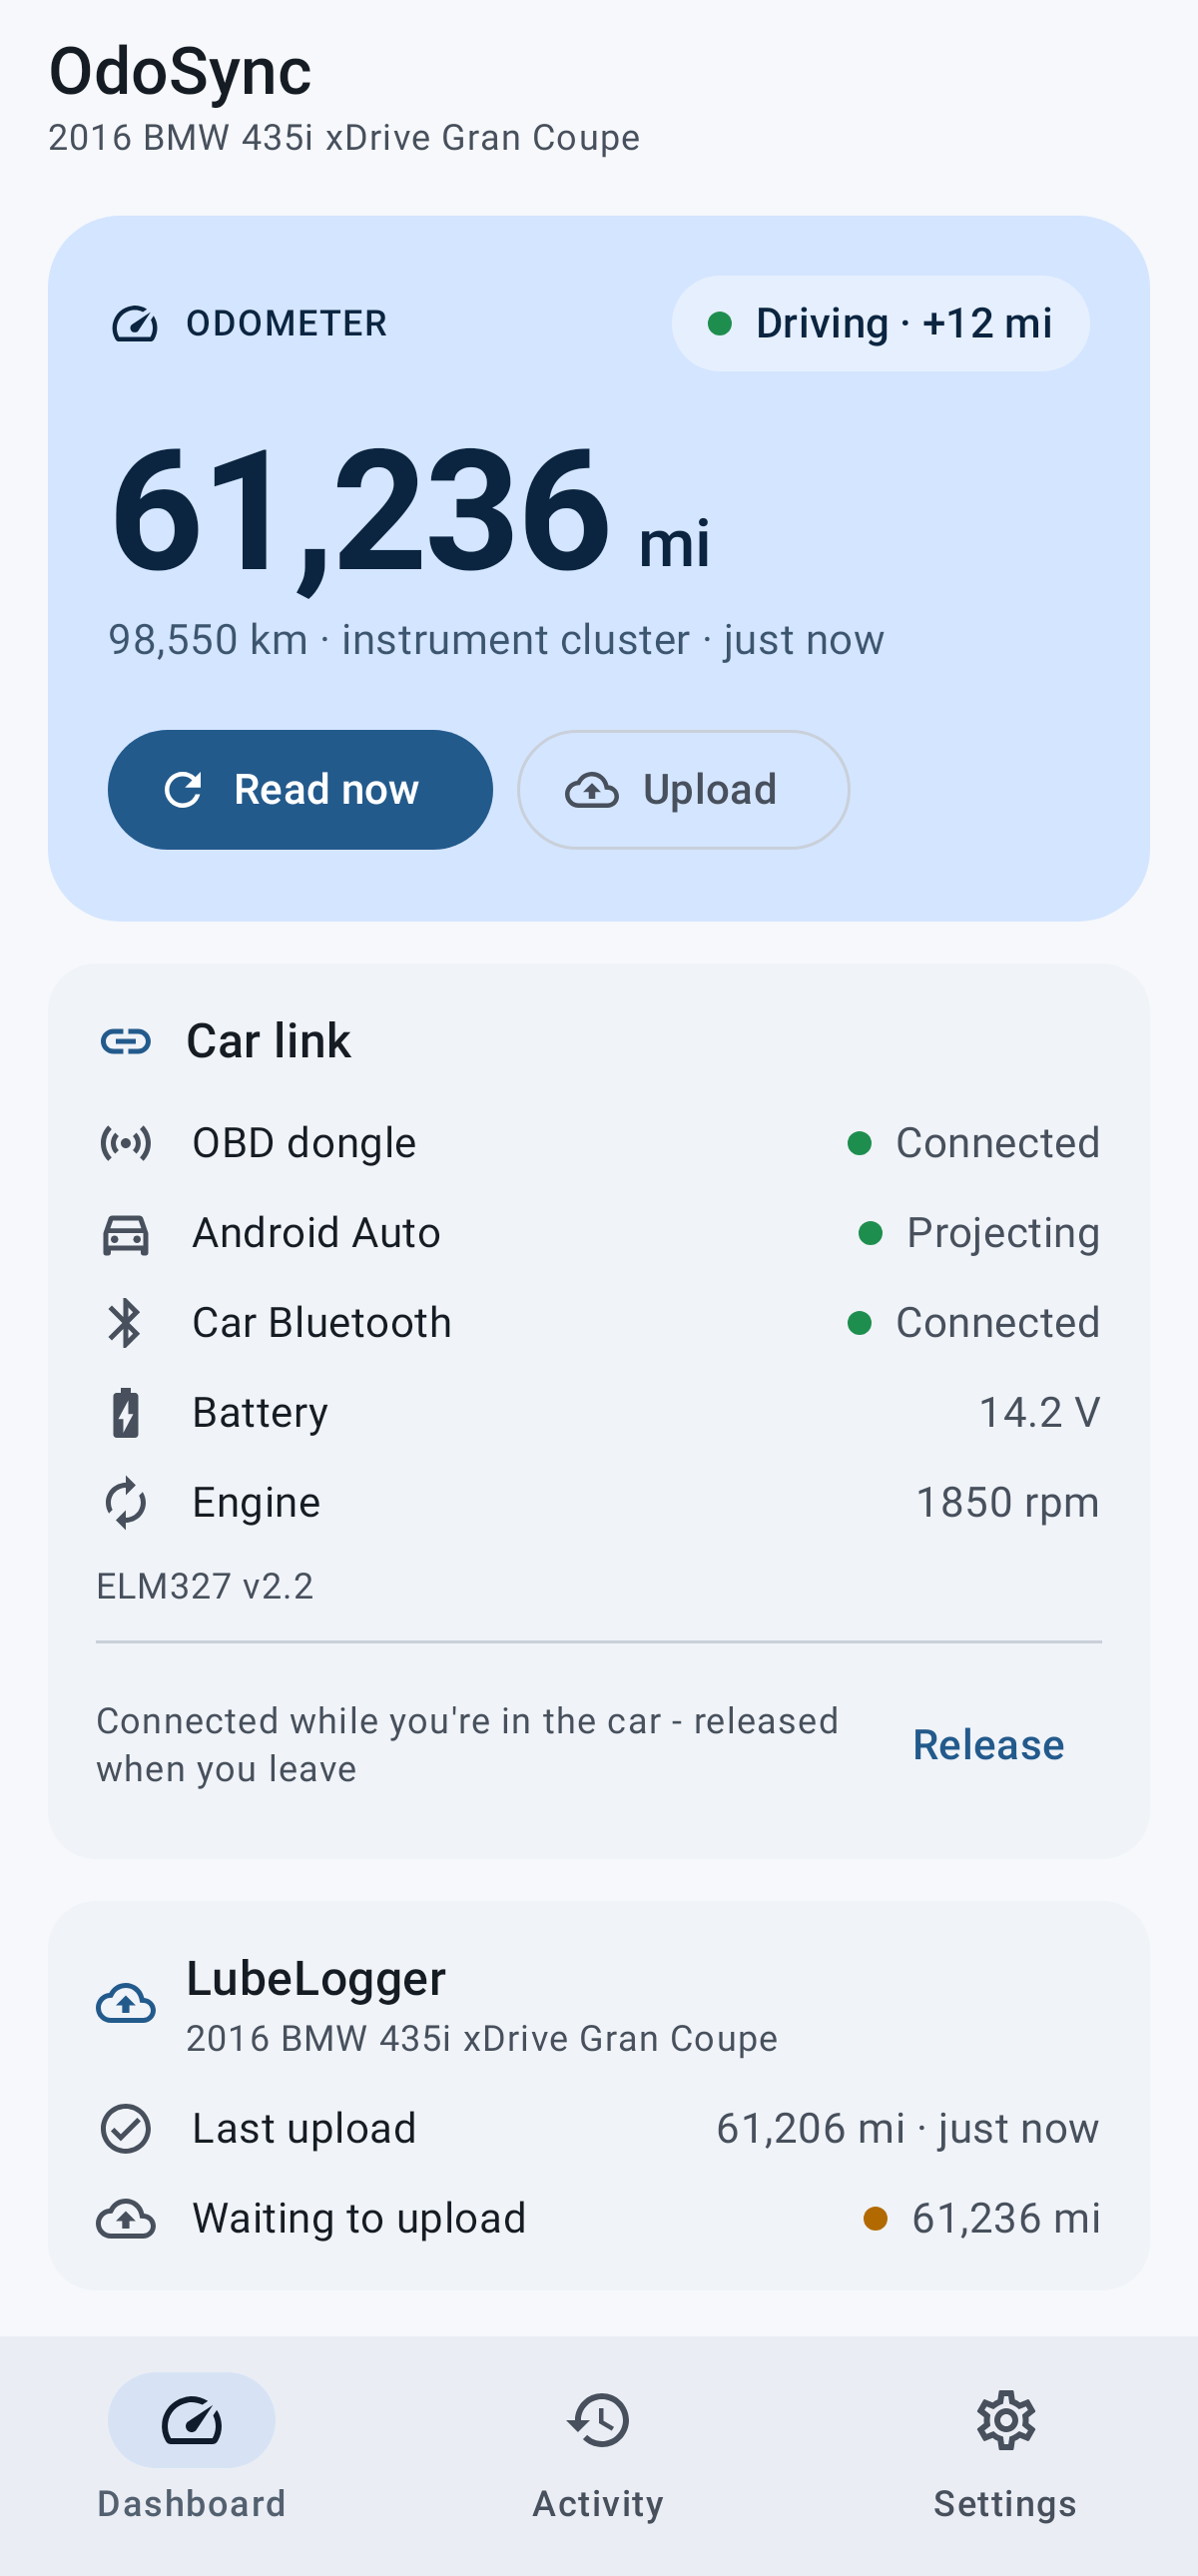 OdoSync
2016 BMW 435i xDrive Gran Coupe
ODOMETER
Driving · +12 mi
61,236 mi
98,550 km · instrument cluster · just now
Read now
Upload
Car link
OBD dongle
Connected
Android Auto
Projecting
Car Bluetooth
Connected
Battery
14.2 V
Engine
1850 rpm
ELM327 v2.2
Connected while you're in the car - released
when you leave
Release
LubeLogger
2016 BMW 435i xDrive Gran Coupe
Last upload
61,206 mi · just now
Waiting to upload
61,236 mi
Dashboard
Activity
Settings